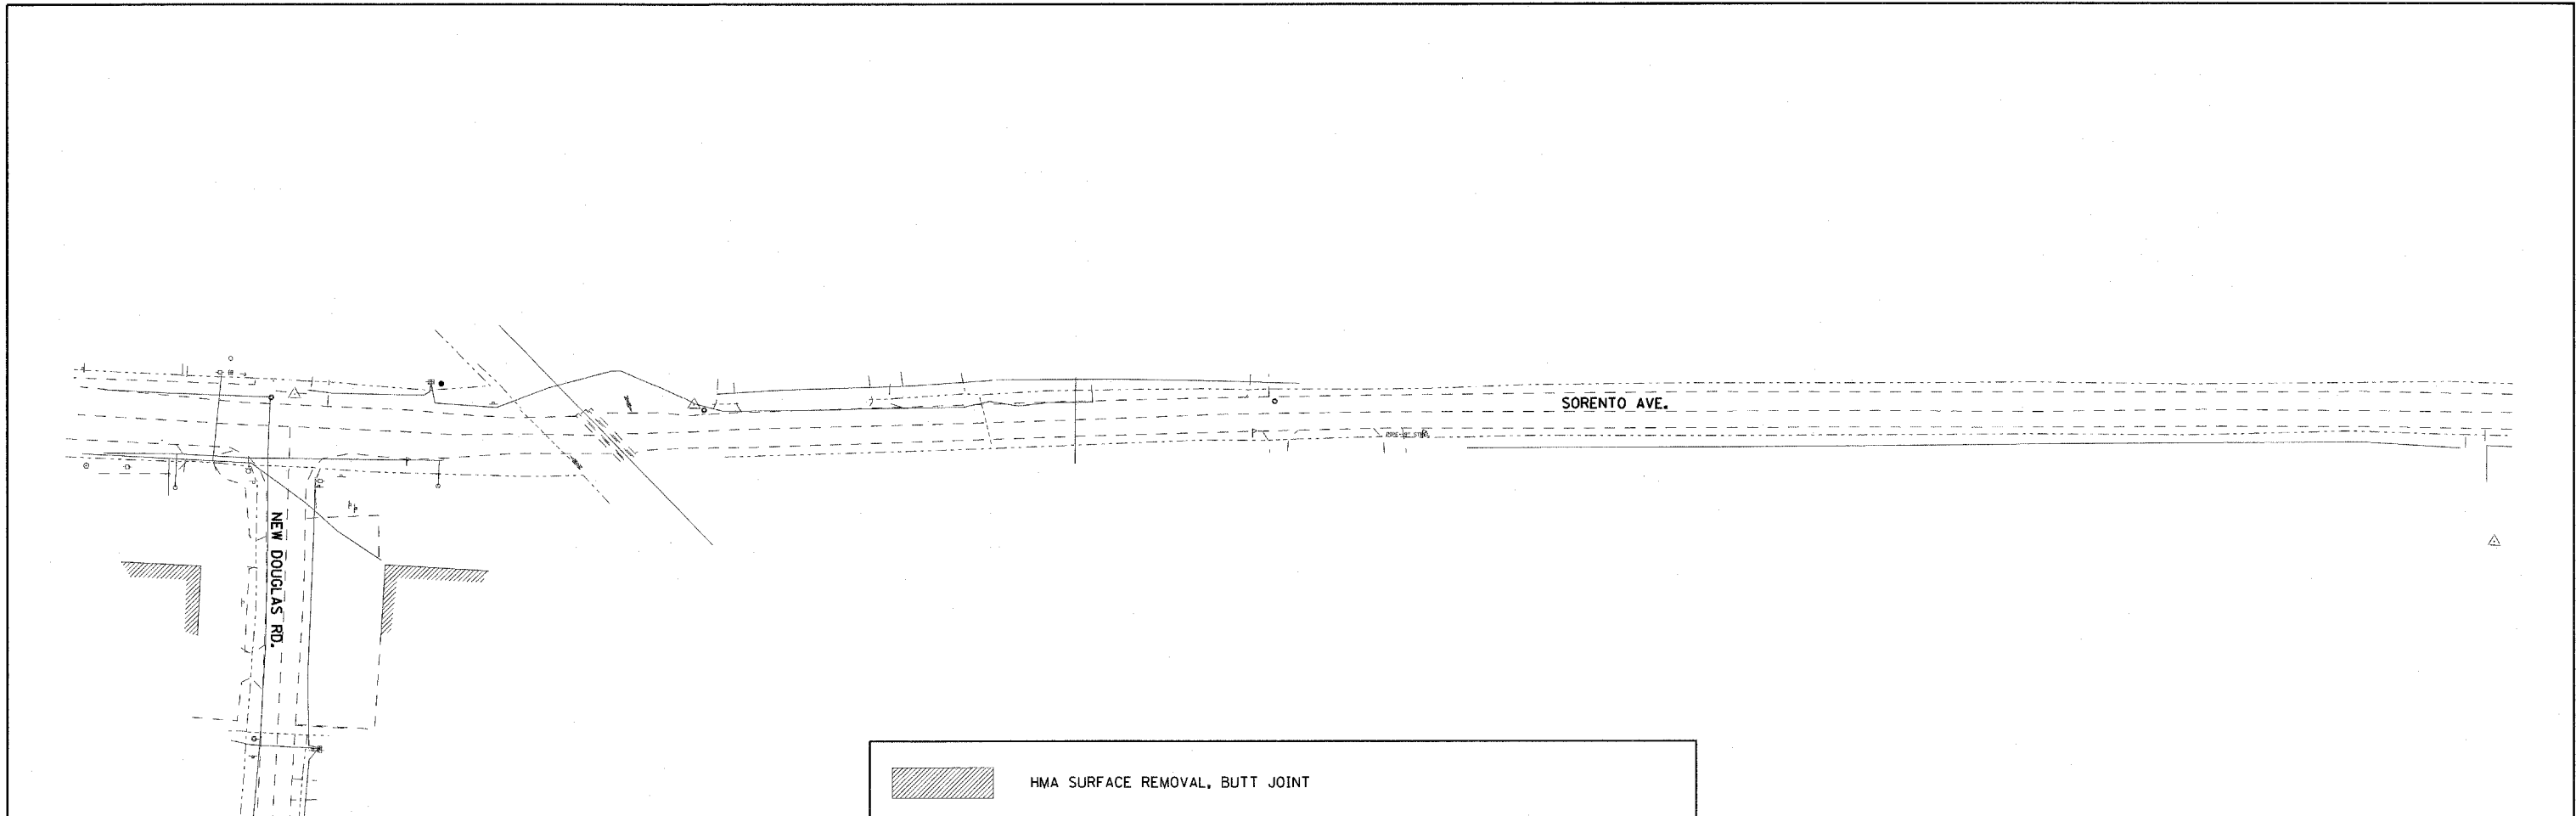 SORENTO AVE.
NEW DOUGLAS RD.
HMA SURFACE REMOVAL, BUTT JOINT